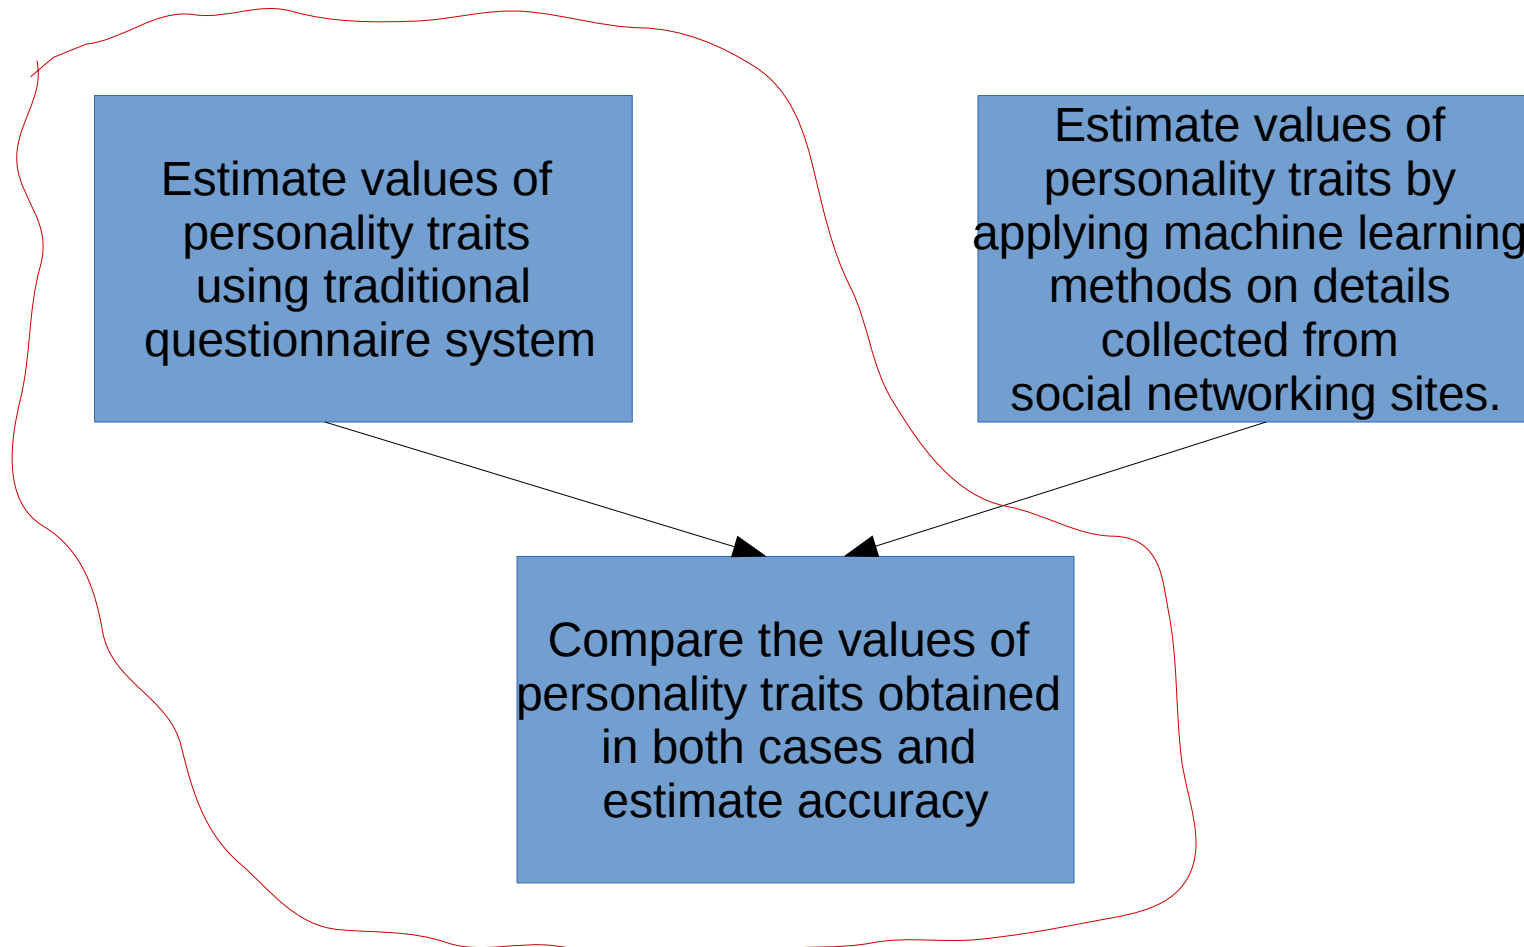 Estimate values of
personality traits
using traditional
questionnaire system
Estimate values of
personality traits by
applying machine learning
methods on details
collected from
social networking sites.
Compare the values of
personality traits obtained
in both cases and
estimate accuracy